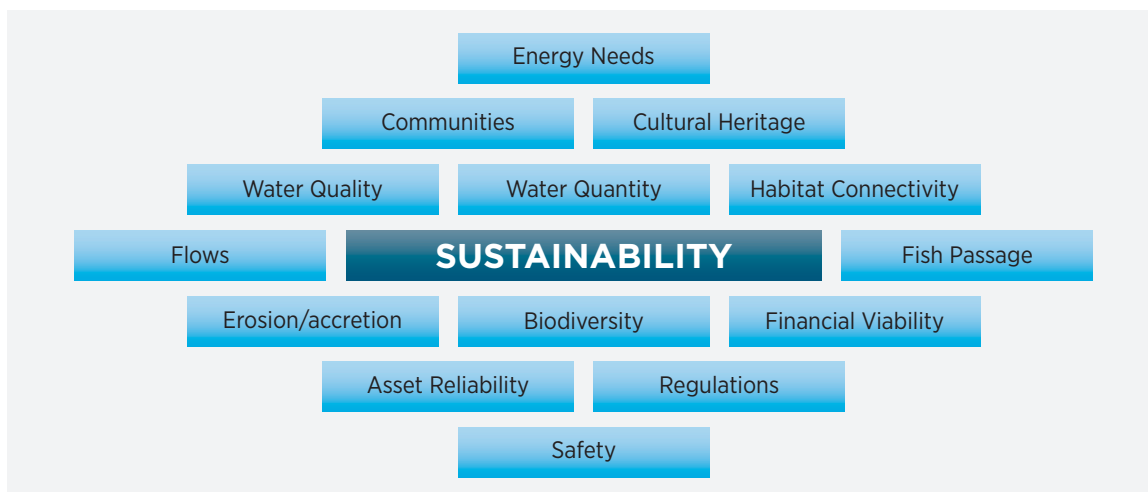 Energy Needs
Communities Cultural Heritage
Water Quality Water Quantity Habitat Connectivity
Flows SUSTAINABILITY Fish Passage
Erosion/accretion Biodiversity Financial Viability
Asset Reliability Regulations
Safety